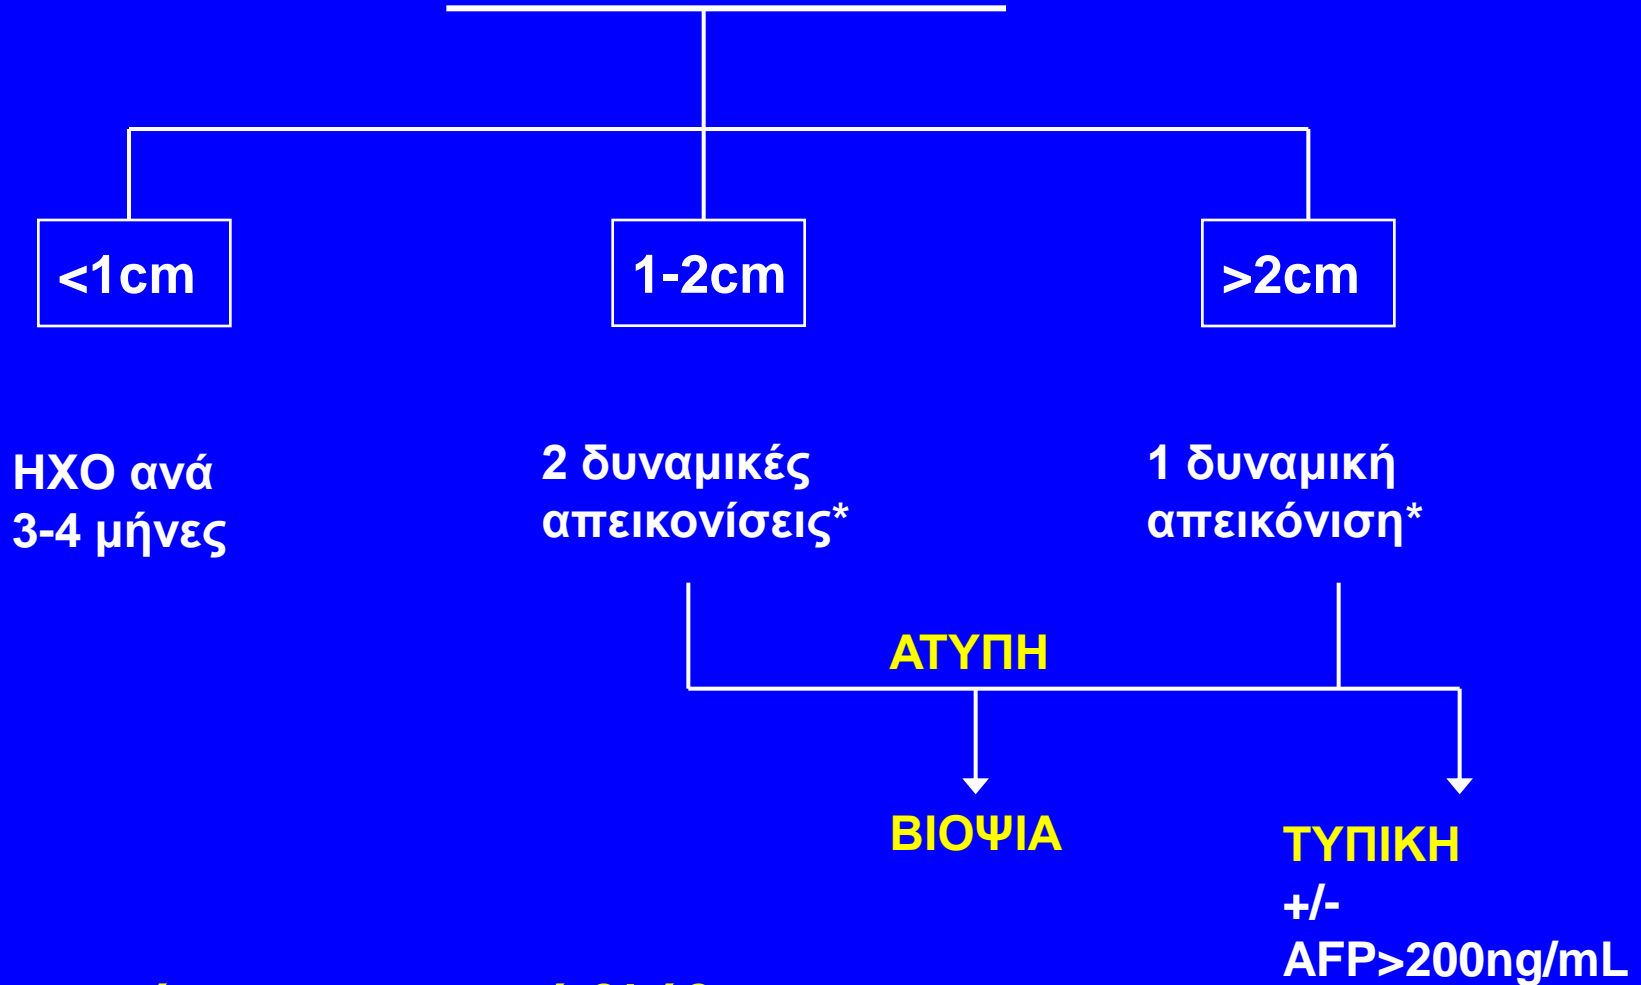 <1cm
1-2cm
>2cm
ΗΧΟ ανά
3-4 μήνες
2 δυναμικές
απεικονίσεις*
1 δυναμική
απεικόνιση*
ΑΤΥΠΗ
ΒΙΟΨΙΑ
ΤΥΠΙΚΗ
+/-
AFP>200ng/mL